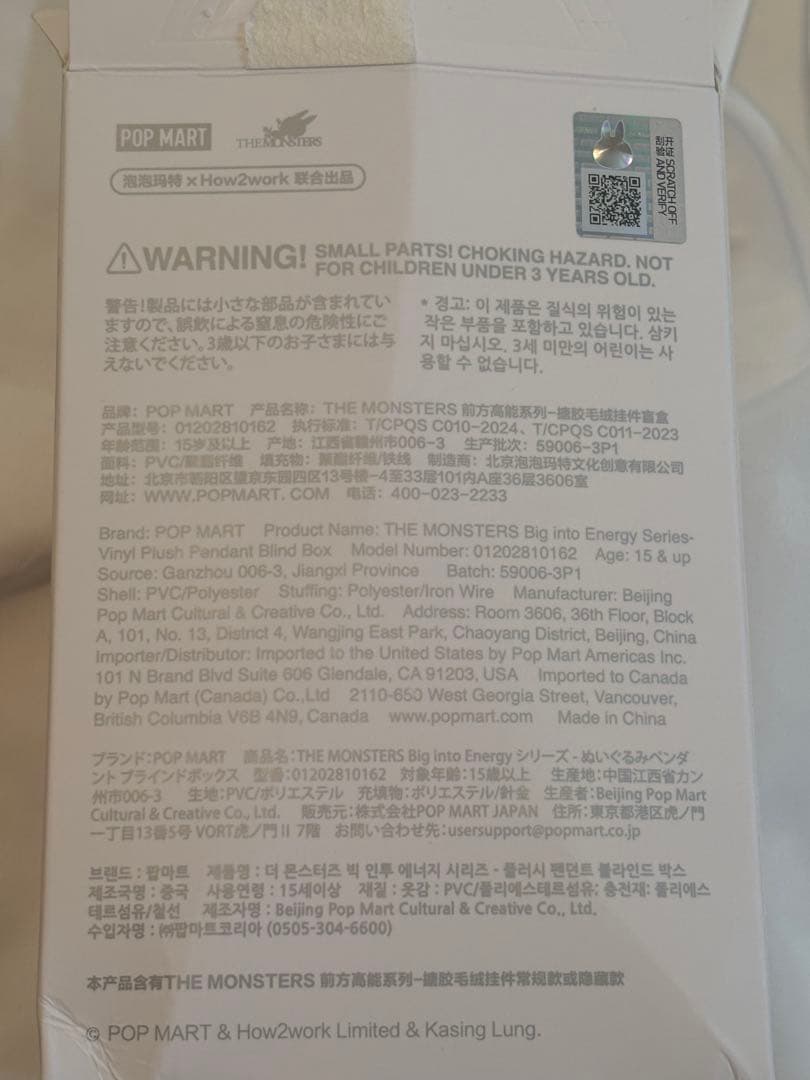 POP MART
THE MONSTERS
泡泡玛特×How2work 联合出品
刮开验证 SCRATCH OFF AND VERIFY
WARNING! SMALL PARTS! CHOKING HAZARD. NOT
FOR CHILDREN UNDER 3 YEARS OLD.
警告!製品には小さな部品が含まれてい
ますので、誤飲による窒息の危険性にご
注意ください。3歳以下のお子さまには与
えないでください。
* 경고: 이 제품은 질식의 위험이 있는
작은 부품을 포함하고 있습니다. 삼키
지 마십시오. 3세 미만의 어린이는 사
용할 수 없습니다.
品牌: POP MART 产品名称: THE MONSTERS 前方高能系列-搪胶毛绒挂件盲盒
产品型号: 01202810162 执行标准: T/CPQS C010-2024、T/CPQS C011-2023
年龄范围: 15岁及以上 产地: 江西省赣州市006-3 生产批次: 59006-3P1
面料: PVC/聚酯纤维 填充物: 聚酯纤维/铁线 制造商: 北京泡泡玛特文化创意有限公司
地址: 北京市朝阳区望京东园四区13号楼-4至33层101内A座36层3606室
网址: WWW.POPMART.COM 电话: 400-023-2233
Brand: POP MART Product Name: THE MONSTERS Big into Energy Series-
Vinyl Plush Pendant Blind Box Model Number: 01202810162 Age: 15 & up
Source: Ganzhou 006-3, Jiangxi Province Batch: 59006-3P1
Shell: PVC/Polyester Stuffing: Polyester/Iron Wire Manufacturer: Beijing
Pop Mart Cultural & Creative Co., Ltd. Address: Room 3606, 36th Floor, Block
A, 101, No. 13, District 4, Wangjing East Park, Chaoyang District, Beijing, China
Importer/Distributor: Imported to the United States by Pop Mart Americas Inc.
101 N Brand Blvd Suite 606 Glendale, CA 91203, USA Imported to Canada
by Pop Mart (Canada) Co.,Ltd 2110-650 West Georgia Street, Vancouver,
British Columbia V6B 4N9, Canada www.popmart.com Made in China
ブランド:POP MART 商品名:THE MONSTERS Big into Energy シリーズ - ぬいぐるみペンダ
ント ブラインドボックス 型番:01202810162 対象年齢:15歳以上 生産地:中国江西省カン
州市006-3 生地:PVC/ポリエステル 充填物:ポリエステル/針金 生産者:Beijing Pop Mart
Cultural & Creative Co., Ltd. 販売元:株式会社POP MART JAPAN 住所:東京都港区虎ノ門
一丁目13番5号 VORT虎ノ門Ⅱ 7階 お問い合わせ先:usersupport@popmart.co.jp
브랜드 : 팝마트 제품명 : 더 몬스터즈 빅 인투 에너지 시리즈 - 플러시 펜던트 블라인드 박스
제조국명 : 중국 사용연령 : 15세이상 재질 : 옷감 : PVC/폴리에스테르섬유: 충전재: 폴리에스
테르섬유/철선 제조자명 : Beijing Pop Mart Cultural & Creative Co., Ltd.
수입자명 : ㈜팝마트코리아 (0505-304-6600)
本产品含有THE MONSTERS 前方高能系列-搪胶毛绒挂件常规款或隐藏款
© POP MART & How2work Limited & Kasing Lung.